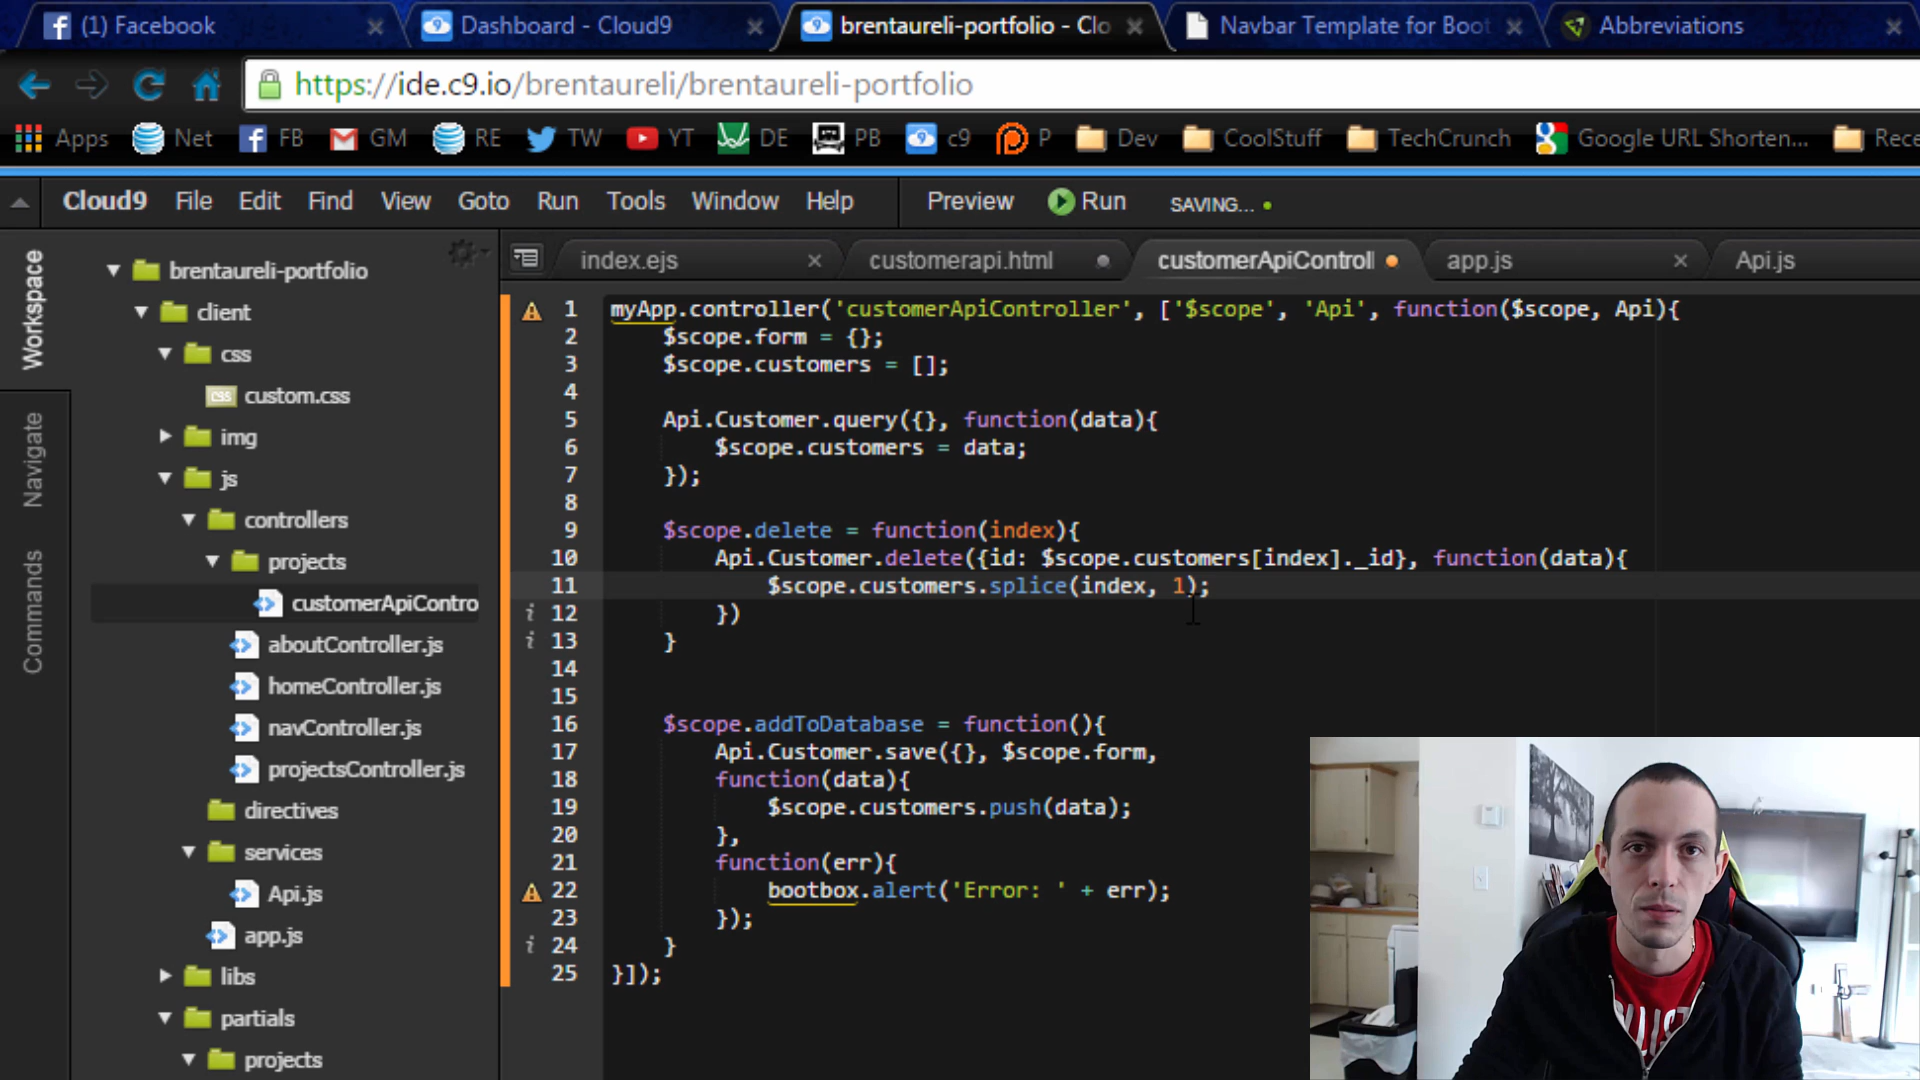 (1) Facebook
Dashboard - Cloud9
brentaureli-portfolio - Clo
Navbar Template for Boot
Abbreviations
https://ide.c9.io/brentaureli/brentaureli-portfolio
Apps Net FB GM RE TW YT DE PB c9 P Dev CoolStuff TechCrunch Google URL Shorten... Rece
Cloud9 File Edit Find View Goto Run Tools Window Help Preview Run SAVING...
Workspace
Navigate
Commands
brentaureli-portfolio
client
css
css custom.css
img
js
controllers
projects
customerApiContro
aboutController.js
homeController.js
navController.js
projectsController.js
directives
services
Api.js
app.js
libs
partials
projects
index.ejs customerapi.html customerApiControl app.js Api.js
1 myApp.controller('customerApiController', ['$scope', 'Api', function($scope, Api){
2 $scope.form = {};
3 $scope.customers = [];
4
5 Api.Customer.query({}, function(data){
6 $scope.customers = data;
7 });
8
9 $scope.delete = function(index){
10 Api.Customer.delete({id: $scope.customers[index]._id}, function(data){
11 $scope.customers.splice(index, 1);
i 12 })
i 13 }
14
15
16 $scope.addToDatabase = function(){
17 Api.Customer.save({}, $scope.form,
18 function(data){
19 $scope.customers.push(data);
20 },
21 function(err){
22 bootbox.alert('Error: ' + err);
23 });
i 24 }
25 }]);